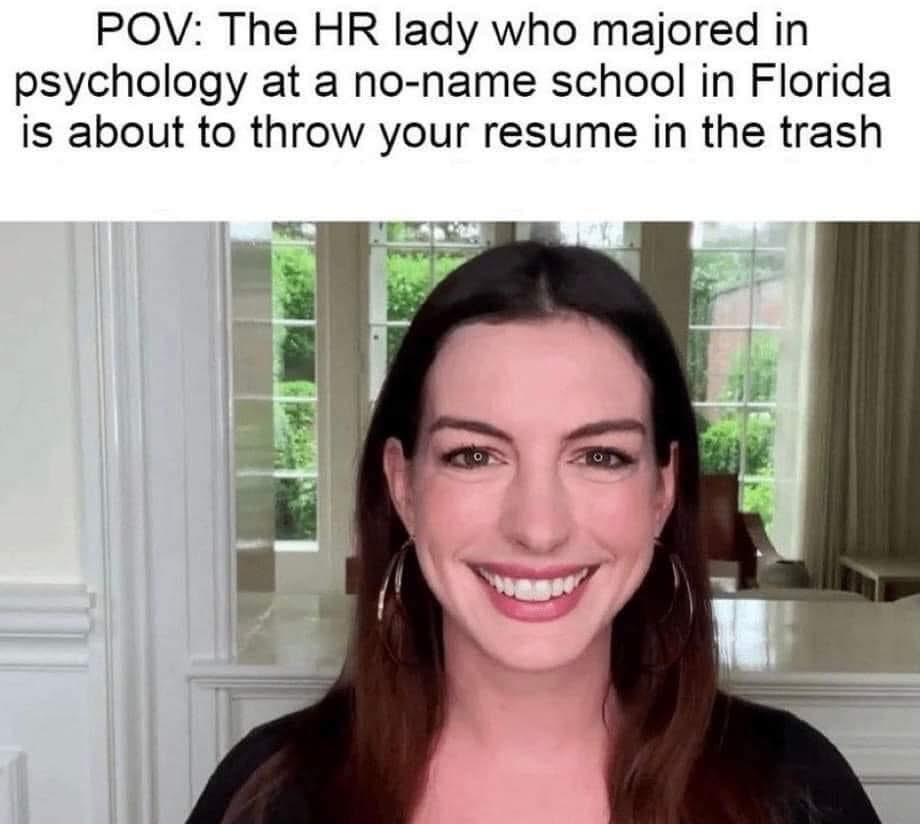 POV: The HR lady who majored in
psychology at a no-name school in Florida
is about to throw your resume in the trash